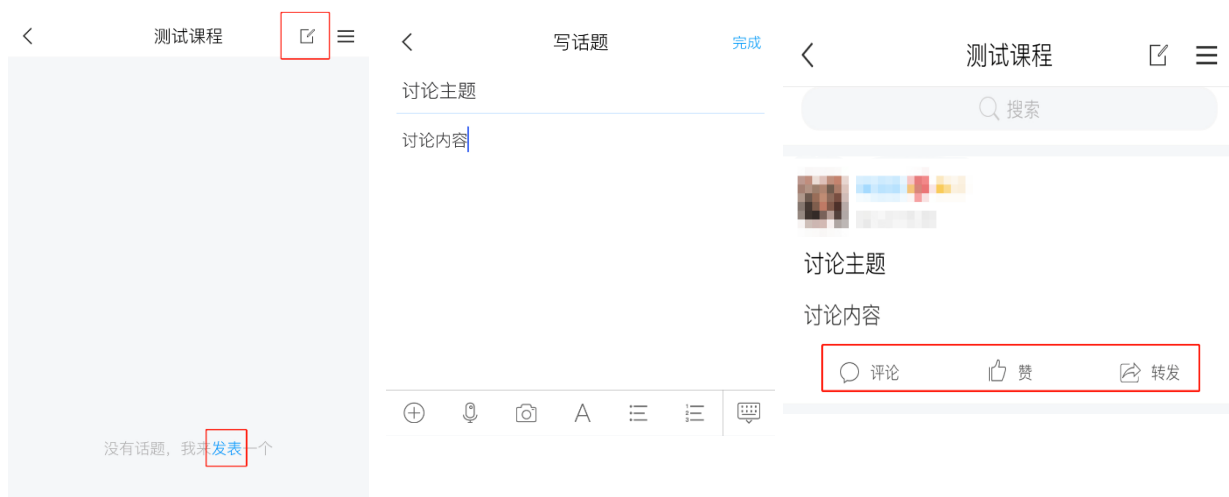 测试课程
没有话题，我来发表一个
写话题
完成
讨论主题
讨论内容
测试课程
搜索
讨论主题
讨论内容
评论
赞
转发